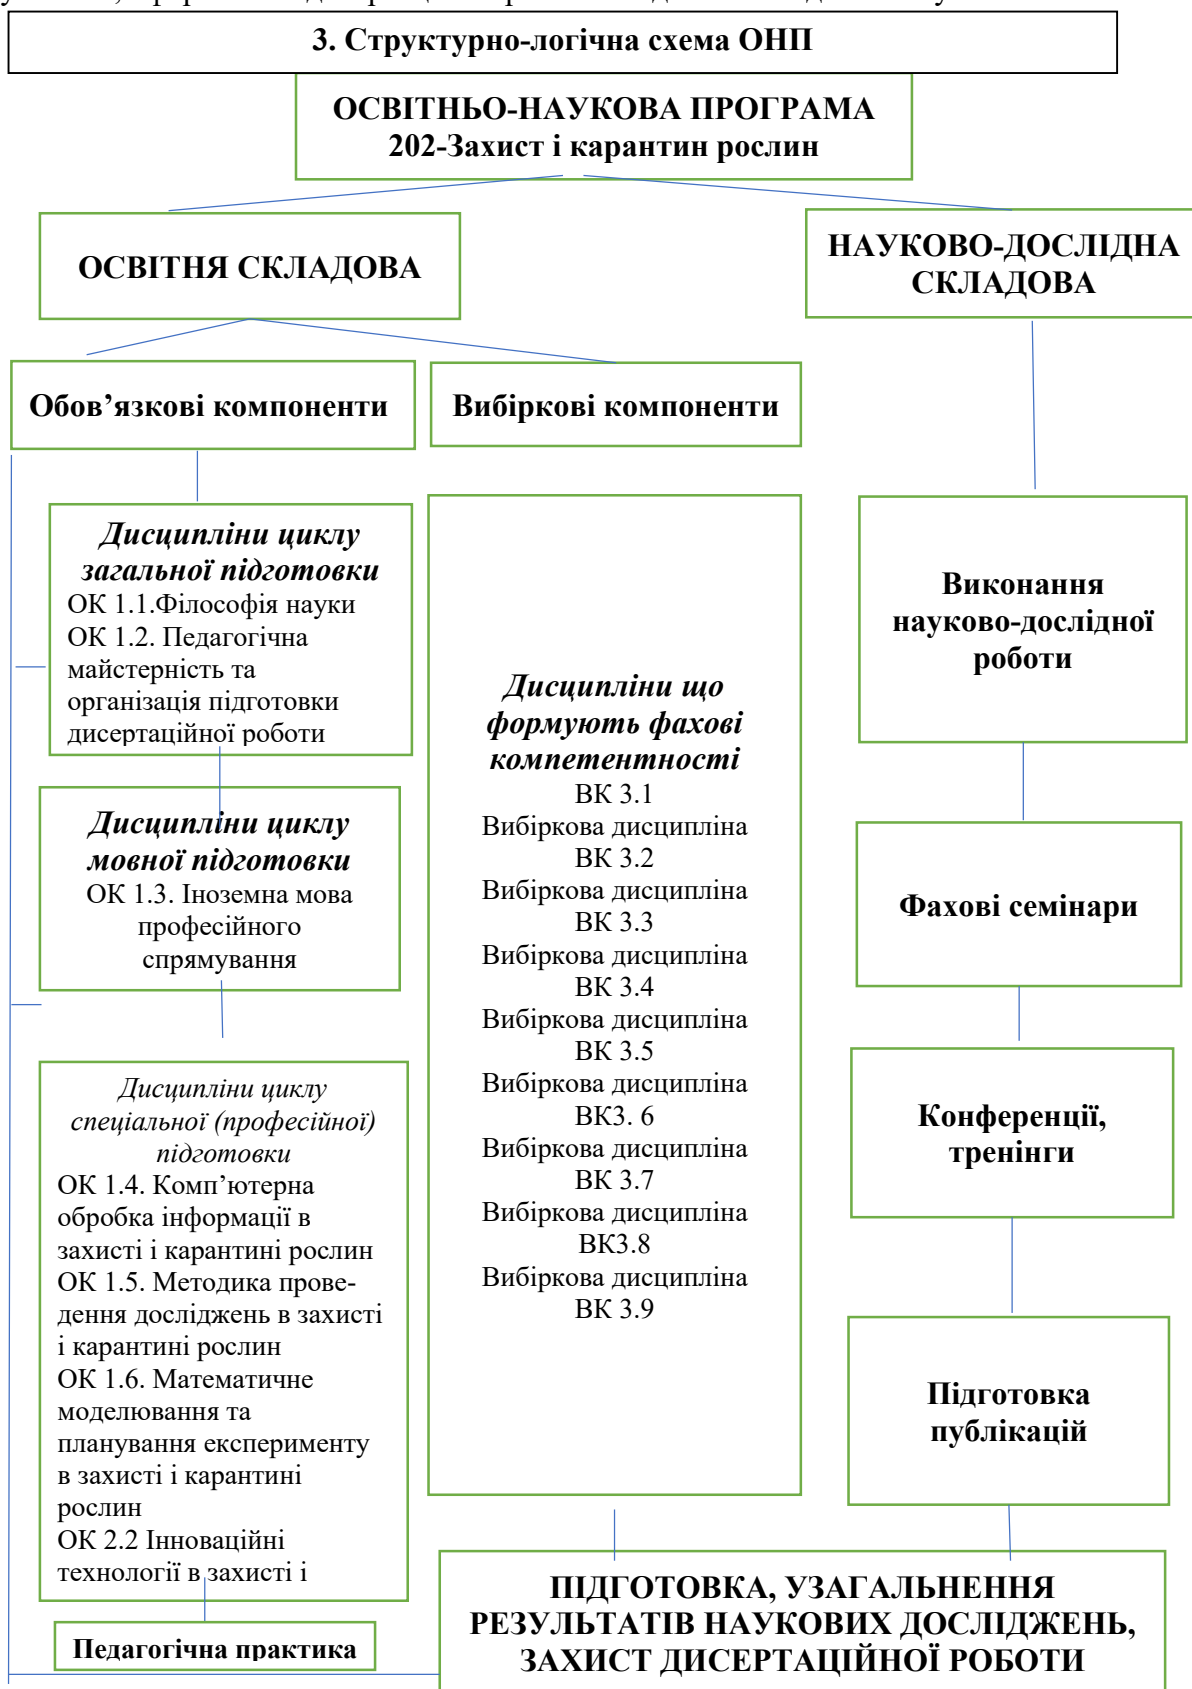 3. Структурно-логічна схема ОНП
ОСВІТНЬО-НАУКОВА ПРОГРАМА
202-Захист і карантин рослин
ОСВІТНЯ СКЛАДОВА
НАУКОВО-ДОСЛІДНА
СКЛАДОВА
Обов’язкові компоненти
Вибіркові компоненти
Дисципліни циклу
загальної підготовки
ОК 1.1.Філософія науки
ОК 1.2. Педагогічна
майстерність та
організація підготовки
дисертаційної роботи
Дисципліни циклу
мовної підготовки
ОК 1.3. Іноземна мова
професійного
спрямування
Дисципліни циклу
спеціальної (професійної)
підготовки
ОК 1.4. Комп’ютерна
обробка інформації в
захисті і карантині рослин
ОК 1.5. Методика прове-
дення досліджень в захисті
і карантині рослин
ОК 1.6. Математичне
моделювання та
планування експерименту
в захисті і карантині
рослин
ОК 2.2 Інноваційні
технології в захисті і
Педагогічна практика
Дисципліни що
формують фахові
компетентності
ВК 3.1
Вибіркова дисципліна
ВК 3.2
Вибіркова дисципліна
ВК 3.3
Вибіркова дисципліна
ВК 3.4
Вибіркова дисципліна
ВК 3.5
Вибіркова дисципліна
ВК3. 6
Вибіркова дисципліна
ВК 3.7
Вибіркова дисципліна
ВК3.8
Вибіркова дисципліна
ВК 3.9
Виконання
науково-дослідної
роботи
Фахові семінари
Конференції,
тренінги
Підготовка
публікацій
ПІДГОТОВКА, УЗАГАЛЬНЕННЯ
РЕЗУЛЬТАТІВ НАУКОВИХ ДОСЛІДЖЕНЬ,
ЗАХИСТ ДИСЕРТАЦІЙНОЇ РОБОТИ